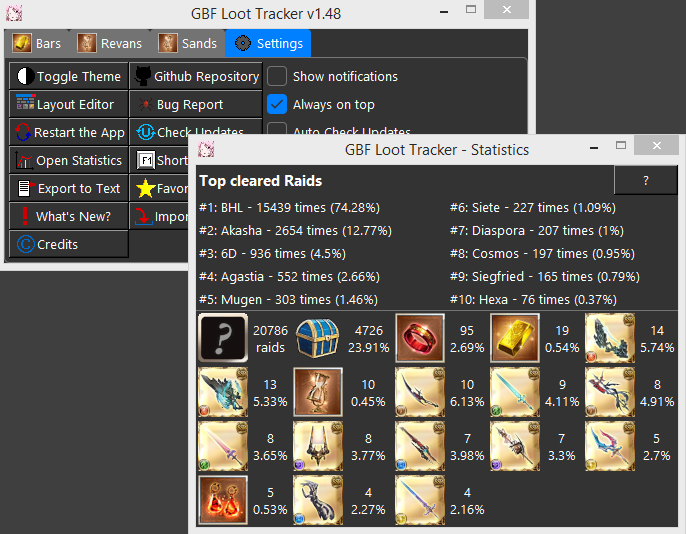 GBF Loot Tracker v1.48
Bars Revans Sands Settings
Toggle Theme Github Repository Show notifications
Layout Editor Bug Report Always on top
Restart the App Check Updates Auto Check Updates
Open Statistics F1 Short
Export to Text Favor
What's New? Impor
Credits
GBF Loot Tracker - Statistics
Top cleared Raids ?
#1: BHL - 15439 times (74.28%) #6: Siete - 227 times (1.09%)
#2: Akasha - 2654 times (12.77%) #7: Diaspora - 207 times (1%)
#3: 6D - 936 times (4.5%) #8: Cosmos - 197 times (0.95%)
#4: Agastia - 552 times (2.66%) #9: Siegfried - 165 times (0.79%)
#5: Mugen - 303 times (1.46%) #10: Hexa - 76 times (0.37%)
? 20786 4726 95 19 14
raids 23.91% 2.69% 0.54% 5.74%
13 10 10 9 8
5.33% 0.45% 6.13% 4.11% 4.91%
8 8 7 7 5
3.65% 3.77% 3.98% 3.3% 2.7%
5 4 4
0.53% 2.27% 2.16%